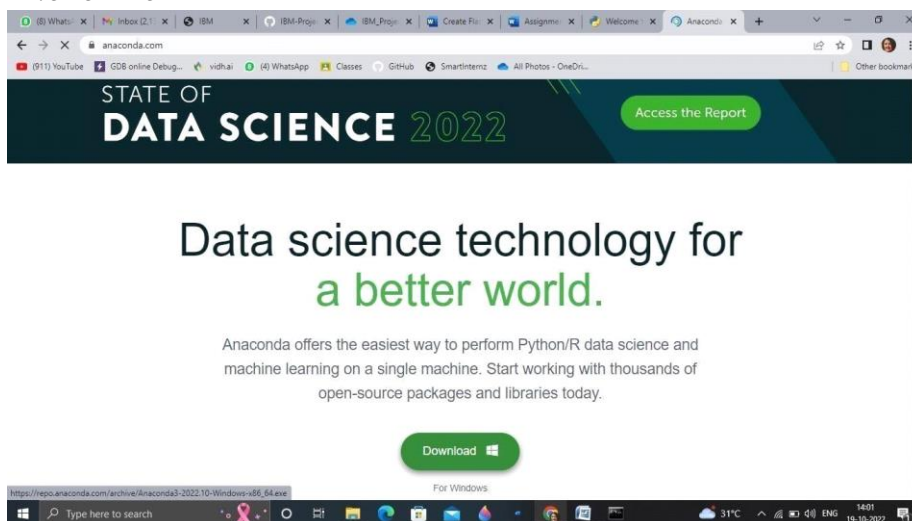 (8) WhatsA
Inbox (2,1
IBM
IBM-Proje
IBM_Proje
Create Flas
Assignmen
Welcome t
Anaconda
anaconda.com
(911) YouTube
GDB online Debug...
vidhai
(4) WhatsApp
Classes
GitHub
SmartInternz
All Photos - OneDri...
Other bookmark
STATE OF
DATA SCIENCE 2022
Access the Report
Data science technology for
a better world.
Anaconda offers the easiest way to perform Python/R data science and
machine learning on a single machine. Start working with thousands of
open-source packages and libraries today.
Download
For Windows
https://repo.anaconda.com/archive/Anaconda3-2022.10-Windows-x86_64.exe
Type here to search
31°C
ENG
14:01
19-10-2022